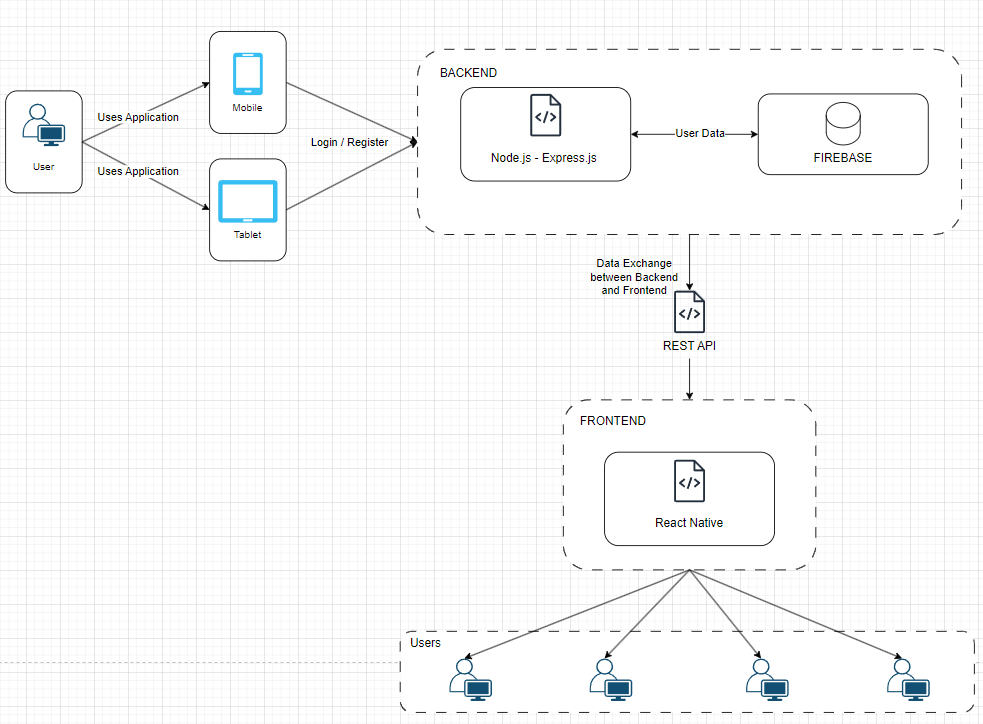 BACKEND
Uses Application
Mobile
User
Uses Application
Tablet
Login / Register
</>
Node.js - Express.js
User Data
FIREBASE
Data Exchange
between Backend
and Frontend
</>
REST API
FRONTEND
</>
React Native
Users